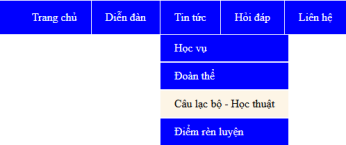 Trang chủ Diễn đàn Tin tức Hỏi đáp Liên hệ
Học vụ
Đoàn thể
Câu lạc bộ - Học thuật
Điểm rèn luyện